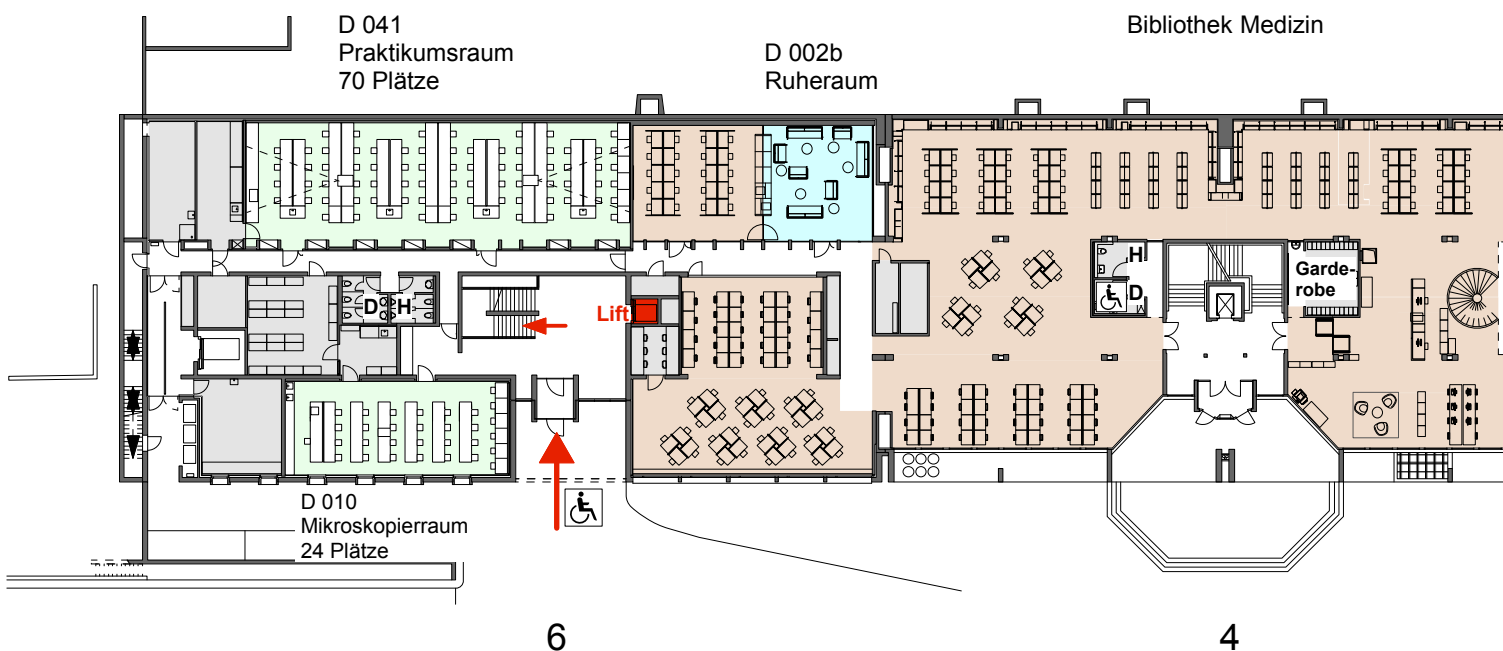 D 041
Praktikumsraum
70 Plätze
D 002b
Ruheraum
Bibliothek Medizin
D
H
Lift
H
D
Garde-
robe
D 010
Mikroskopierraum
24 Plätze
6
4